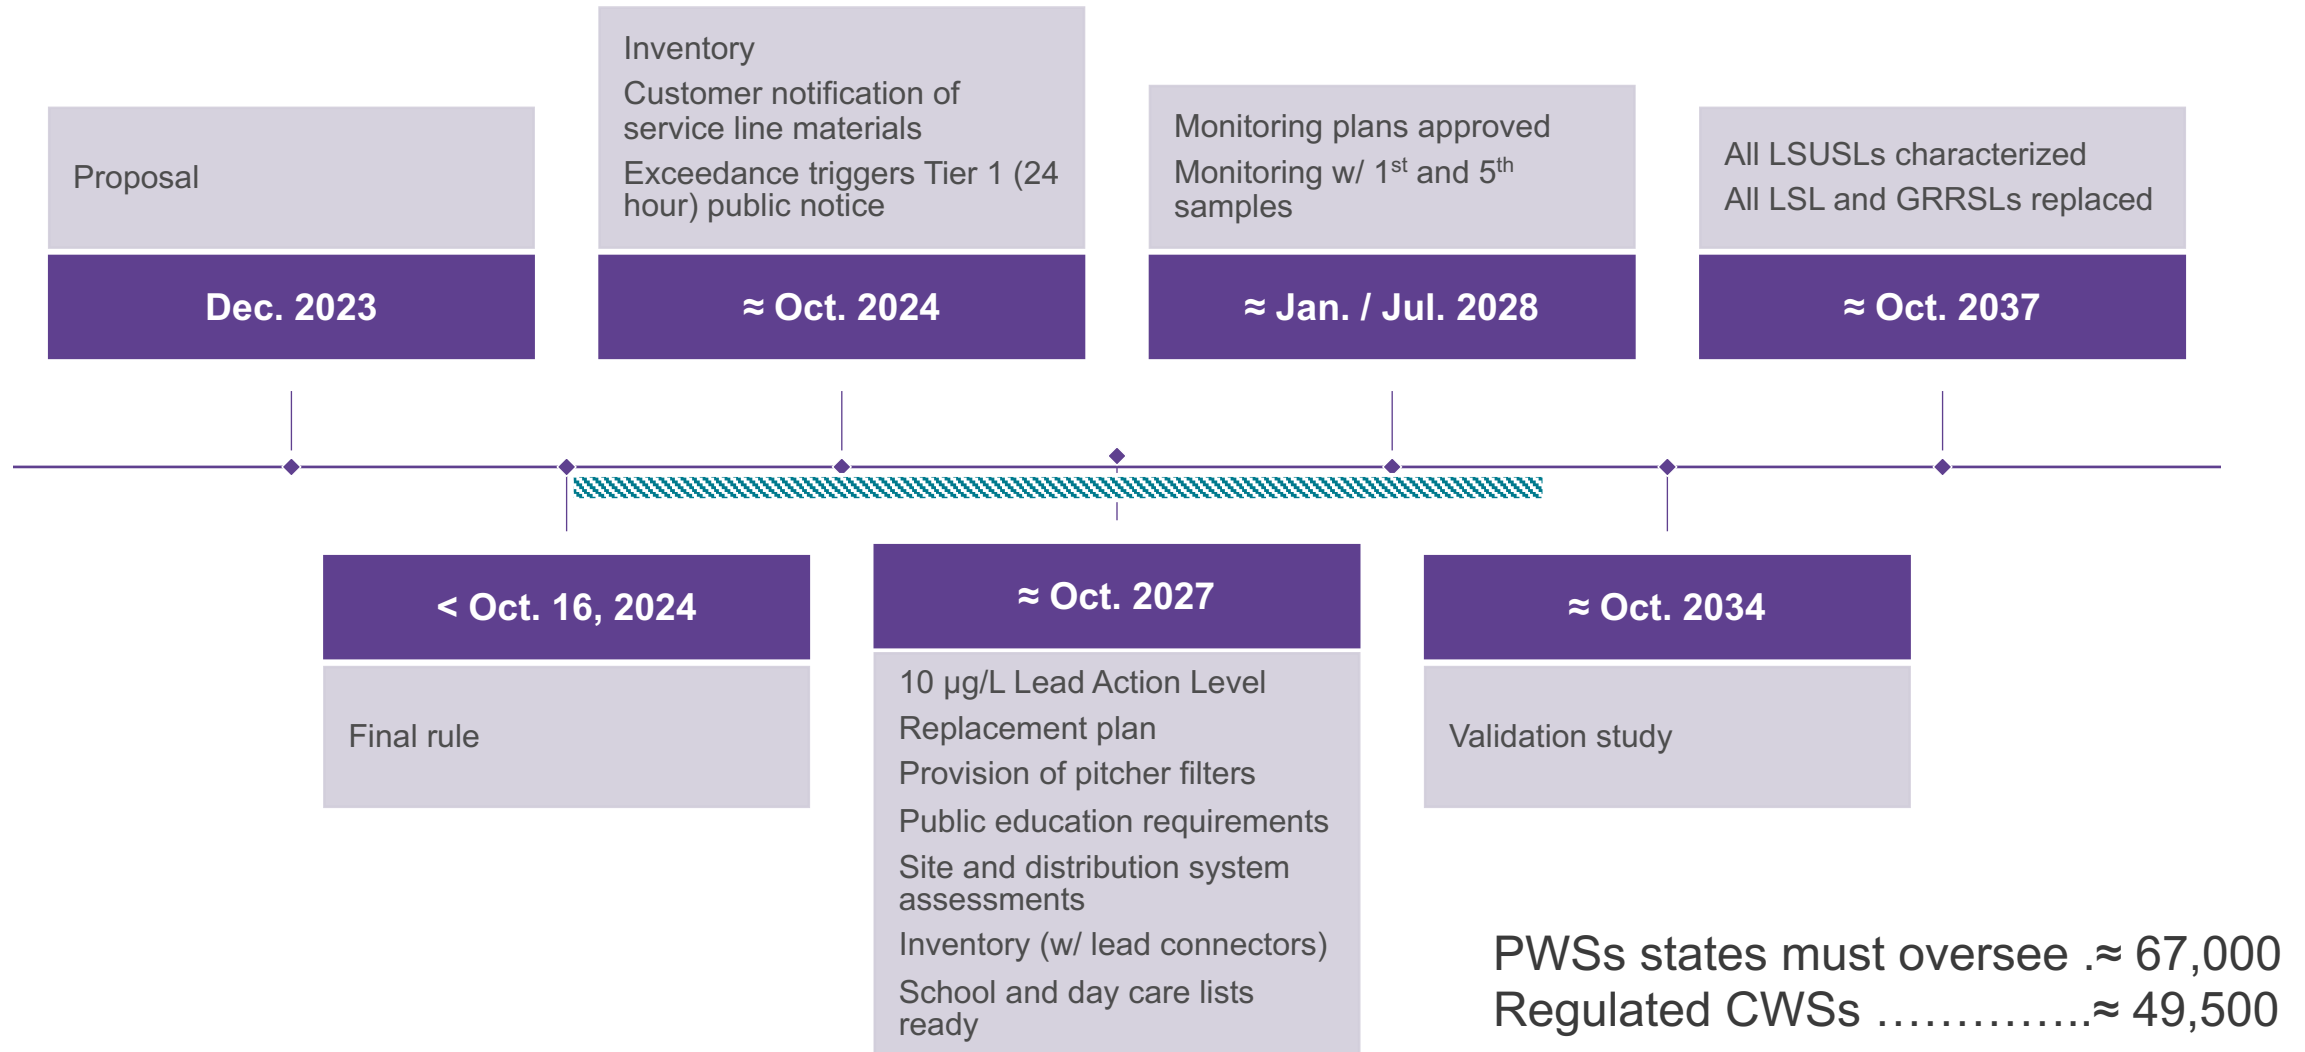 Proposal
Dec. 2023
Inventory
Customer notification of
service line materials
Exceedance triggers Tier 1 (24
hour) public notice
≈ Oct. 2024
Monitoring plans approved
Monitoring w/ 1st and 5th
samples
≈ Jan. / Jul. 2028
All LSUSLs characterized
All LSL and GRRSLs replaced
≈ Oct. 2037
< Oct. 16, 2024
Final rule
≈ Oct. 2027
10 µg/L Lead Action Level
Replacement plan
Provision of pitcher filters
Public education requirements
Site and distribution system
assessments
Inventory (w/ lead connectors)
School and day care lists
ready
≈ Oct. 2034
Validation study
PWSs states must oversee .≈ 67,000
Regulated CWSs …………..≈ 49,500